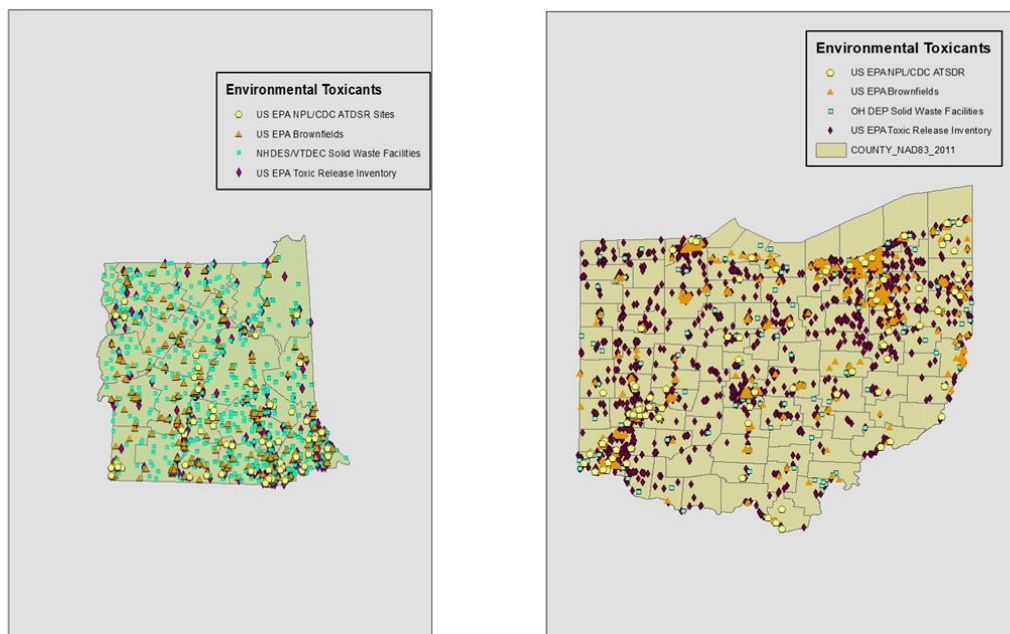 Environmental Toxicants
US EPA NPL/CDC ATDSR Sites
US EPA Brownfields
NHDES/VTDEC Solid Waste Facilities
US EPA Toxic Release Inventory
Environmental Toxicants
US EPA NPL/CDC ATSDR
US EPA Brownfields
OH DEP Solid Waste Facilities
US EPA Toxic Release Inventory
COUNTY_NAD83_2011